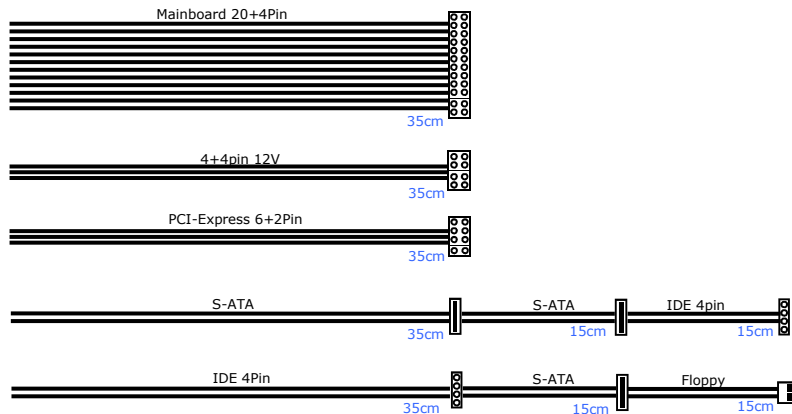 Mainboard 20+4Pin
35cm
4+4pin 12V
35cm
PCI-Express 6+2Pin
35cm
S-ATA S-ATA IDE 4pin
35cm 15cm 15cm
IDE 4Pin S-ATA Floppy
35cm 15cm 15cm